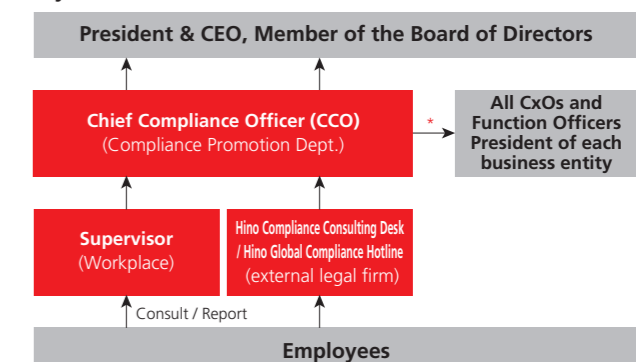 President & CEO, Member of the Board of Directors
Chief Compliance Officer (CCO)
(Compliance Promotion Dept.)
*
All CxOs and
Function Officers
President of each
business entity
Supervisor
(Workplace)
Hino Compliance Consulting Desk
/ Hino Global Compliance Hotline
(external legal firm)
Consult / Report
Employees